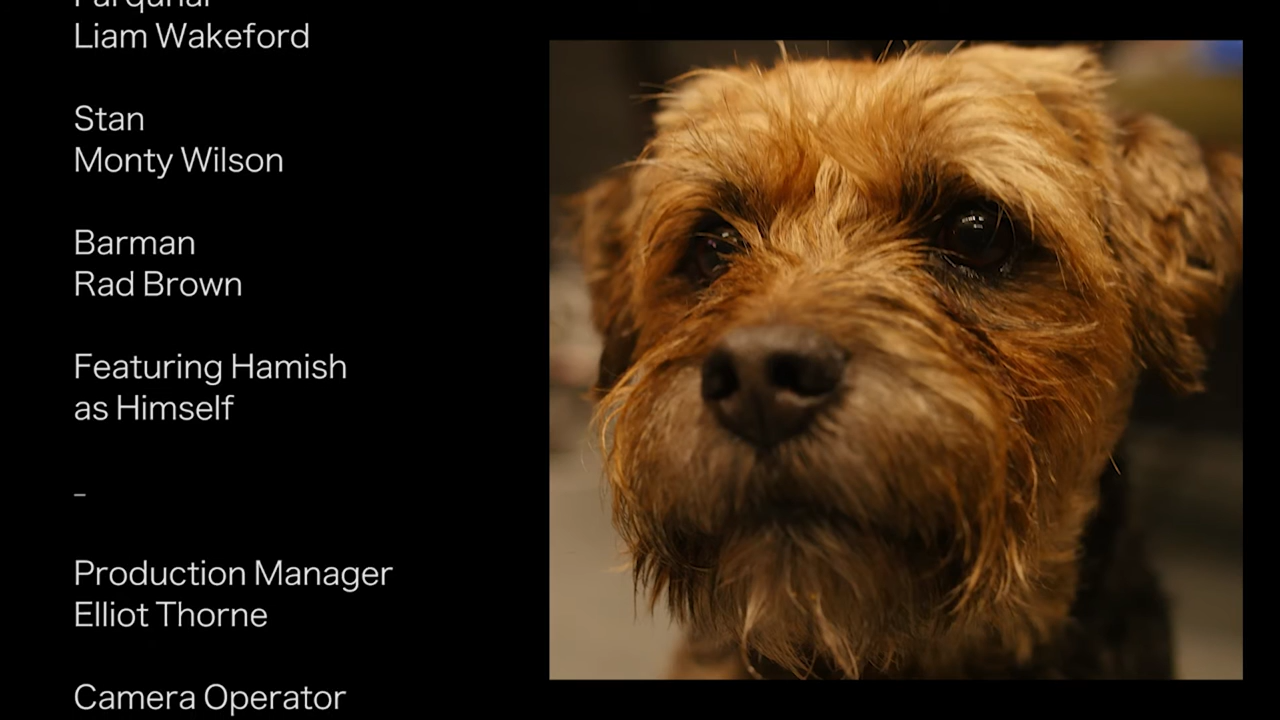 Liam Wakeford
Stan
Monty Wilson
Barman
Rad Brown
Featuring Hamish
as Himself
–
Production Manager
Elliot Thorne
Camera Operator